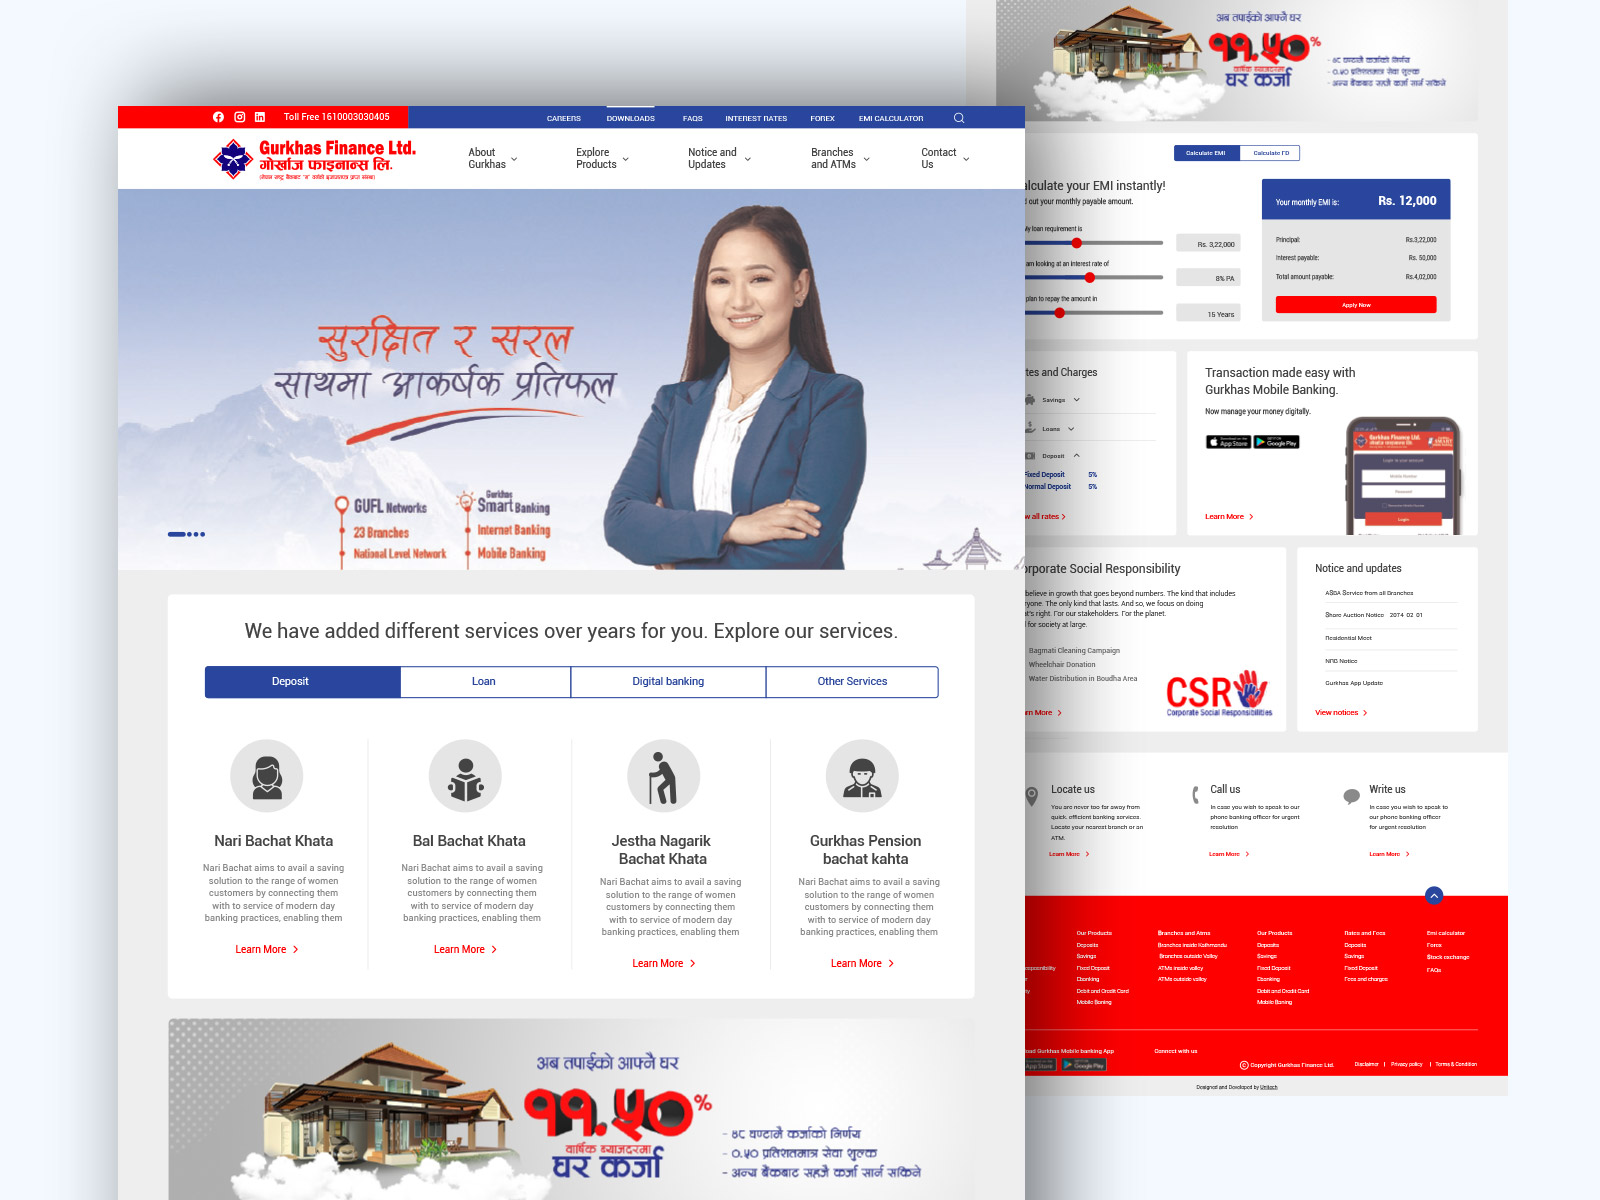 Toll Free 1610003030405
CAREERS
DOWNLOADS
FAQS
INTEREST RATES
FOREX
EMI CALCULATOR
Gurkhas Finance Ltd.
गोर्खाज फाइनान्स लि.
About
Gurkhas
Explore
Products
Notice and
Updates
Branches
and ATMs
Contact
Us
सुरक्षित र सरल
साथमा आकर्षक प्रतिफल
GUFL Networks
23 Branches
National Level Network
Gurkhas
Smart Banking
Internet Banking
Mobile Banking
We have added different services over years for you. Explore our services.
Deposit
Loan
Digital banking
Other Services
Nari Bachat Khata
Nari Bachat aims to avail a saving
solution to the range of women
customers by connecting them
with to service of modern day
banking practices, enabling them
Learn More
Bal Bachat Khata
Nari Bachat aims to avail a saving
solution to the range of women
customers by connecting them
with to service of modern day
banking practices, enabling them
Learn More
Jestha Nagarik
Bachat Khata
Nari Bachat aims to avail a saving
solution to the range of women
customers by connecting them
with to service of modern day
banking practices, enabling them
Learn More
Gurkhas Pension
bachat kahta
Nari Bachat aims to avail a saving
solution to the range of women
customers by connecting them
with to service of modern day
banking practices, enabling them
Learn More
अब तपाईको आफ्नै घर
११.५०%
वार्षिक ब्याजदरमा
घर कर्जा
- ४८ घण्टामै कर्जाको निर्णय
- ०.५० प्रतिशतमात्र सेवा शुल्क
- अन्य बैंकबाट सहजै कर्जा सार्न सकिने
अब तपाईको आफ्नै घर
११.५०%
वार्षिक ब्याजदरमा
घर कर्जा
- ४८ घण्टामै कर्जाको निर्णय
- ०.५० प्रतिशतमात्र सेवा शुल्क
- अन्य बैंकबाट सहजै कर्जा सार्न सकिने
Calculate EMI
Calculate FD
alculate your EMI instantly!
d out your monthly payable amount.
My loan requirement is
Rs. 3,22,000
am looking at an interest rate of
8% PA
plan to repay the amount in
15 Years
Your monthly EMI is:
Rs. 12,000
Principal:
Rs.3,22,000
Interest payable:
Rs. 50,000
Total amount payable:
Rs.4,02,000
Apply Now
tes and Charges
Savings
Loans
Deposit
Fixed Deposit
5%
Normal Deposit
5%
w all rates
Transaction made easy with
Gurkhas Mobile Banking.
Now manage your money digitally.
App Store
Google Play
Learn More
Gurkhas Finance Ltd.
Login to your account
Mobile Number
Password
Login
orporate Social Responsibility
believe in growth that goes beyond numbers. The kind that includes
ryone. The only kind that lasts. And so, we focus on doing
at's right. For our stakeholders. For the planet.
l for society at large.
Bagmati Cleaning Campaign
Wheelchair Donation
Water Distribution in Boudha Area
rn More
CSR
Corporate Social Responsibilities
Notice and updates
ASBA Service from all Branches
Share Auction Notice 2074 02 01
Residential Meet
NRB Notice
Gurkhas App Update
View notices
Locate us
You are never too far away from
quick, efficient banking services.
Locate your nearest branch or an
ATM.
Learn More
Call us
In case you wish to speak to our
phone banking officer for urgent
resolution
Learn More
Write us
In case you wish to speak to
our phone banking officer
for urgent resolution
Learn More
Our Products
Deposits
Savings
Fixed Deposit
Ebanking
Debit and Credit Card
Mobile Baning
Branches and Atms
Branches inside Kathmandu
Branches outside Valley
ATMs inside valley
ATMs outside valley
Our Products
Deposits
Savings
Fixed Deposit
Ebanking
Debit and Credit Card
Mobile Baning
Rates and Fees
Deposits
Savings
Fixed Deposit
Fees and charges
Emi calculator
Forex
Stock exchange
FAQs
oad Gurkhas Mobile banking App
App Store
Google Play
Connect with us
© Copyright Gurkhas Finance Ltd.
Disclaimer | Privacy policy | Terms & Condition
Designed and Developed by Unitech